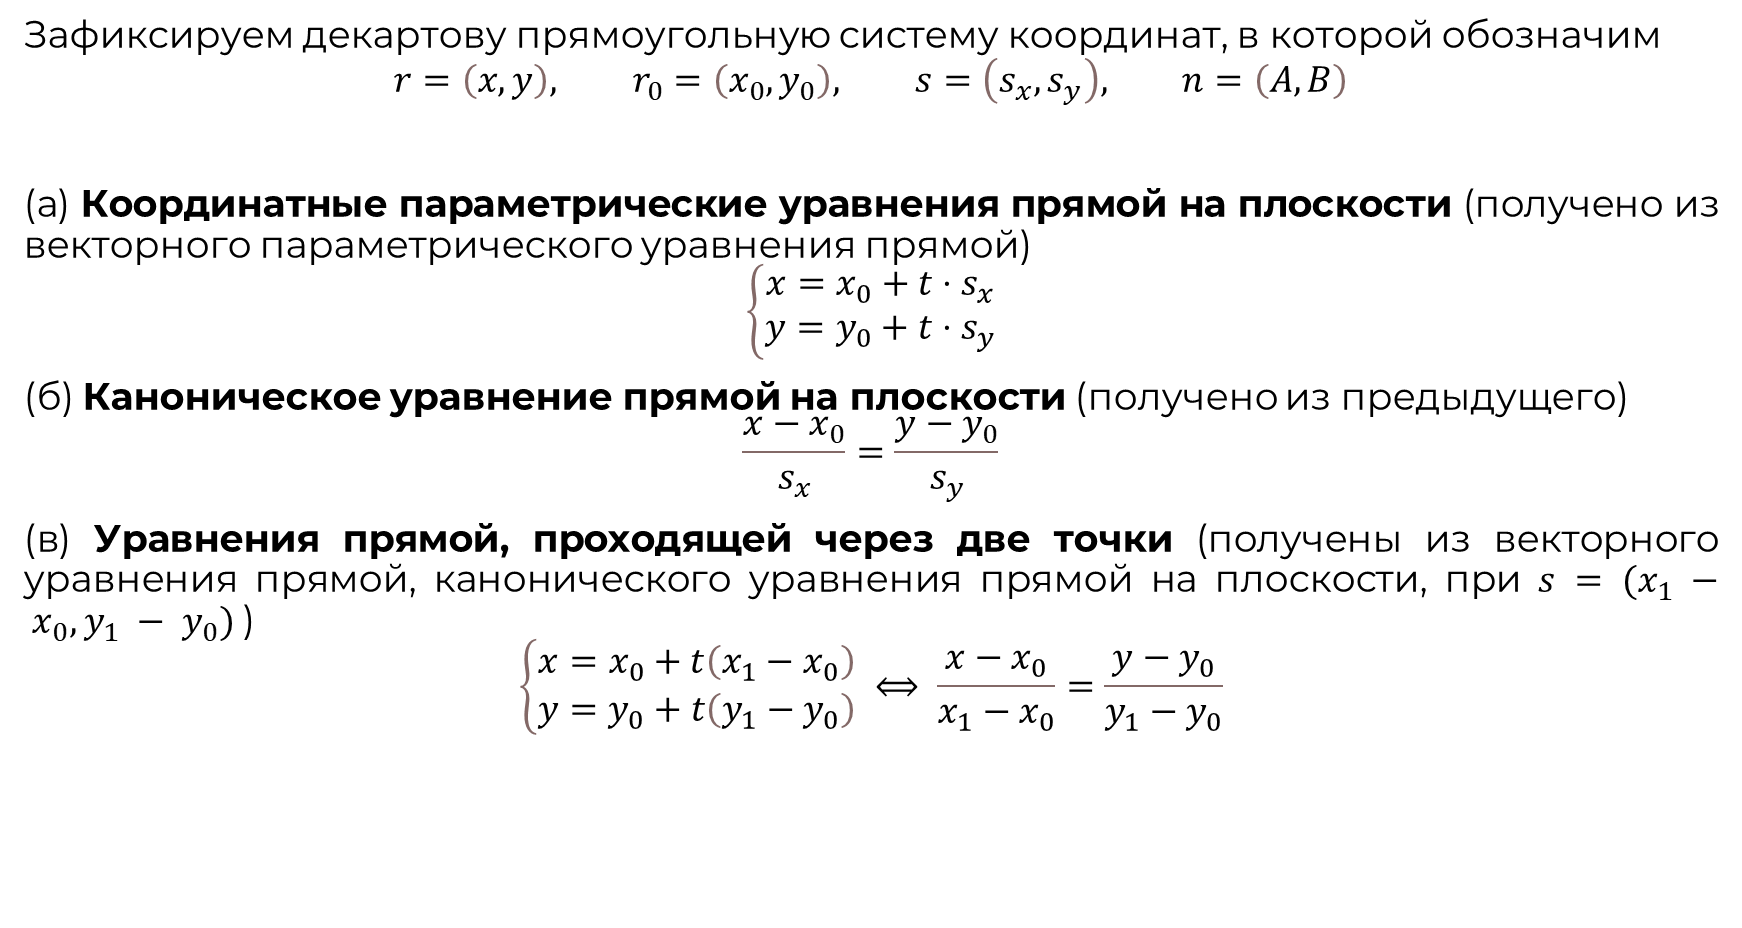 Зафиксируем декартову прямоугольную систему координат, в которой обозначим
r = (x, y), r₀ = (x₀, y₀), s = (sₓ, s_y), n = (A, B)
(а) Координатные параметрические уравнения прямой на плоскости (получено из
векторного параметрического уравнения прямой)
{x = x₀ + t · sₓ
y = y₀ + t · s_y
(б) Каноническое уравнение прямой на плоскости (получено из предыдущего)
(x − x₀)/sₓ = (y − y₀)/s_y
(в) Уравнения прямой, проходящей через две точки (получены из векторного
уравнения прямой, канонического уравнения прямой на плоскости, при s = (x₁ −
x₀, y₁ − y₀) )
{x = x₀ + t(x₁ − x₀)
y = y₀ + t(y₁ − y₀) ⟺ (x − x₀)/(x₁ − x₀) = (y − y₀)/(y₁ − y₀)